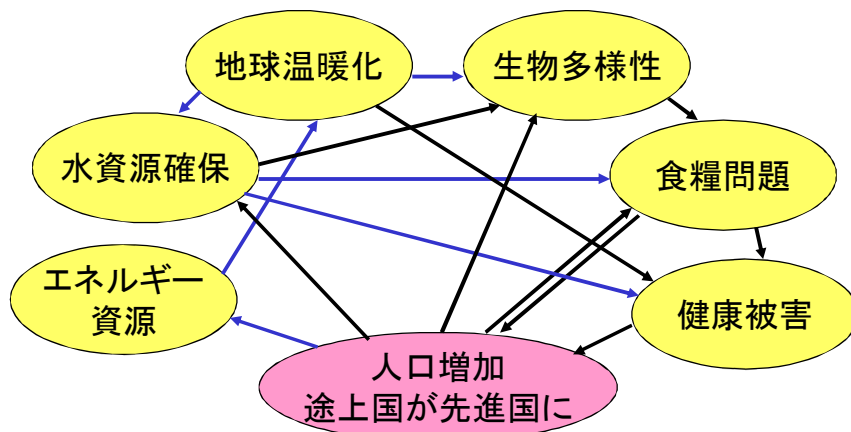 地球温暖化
生物多様性
水資源確保
食糧問題
エネルギー
資源
健康被害
人口増加
途上国が先進国に